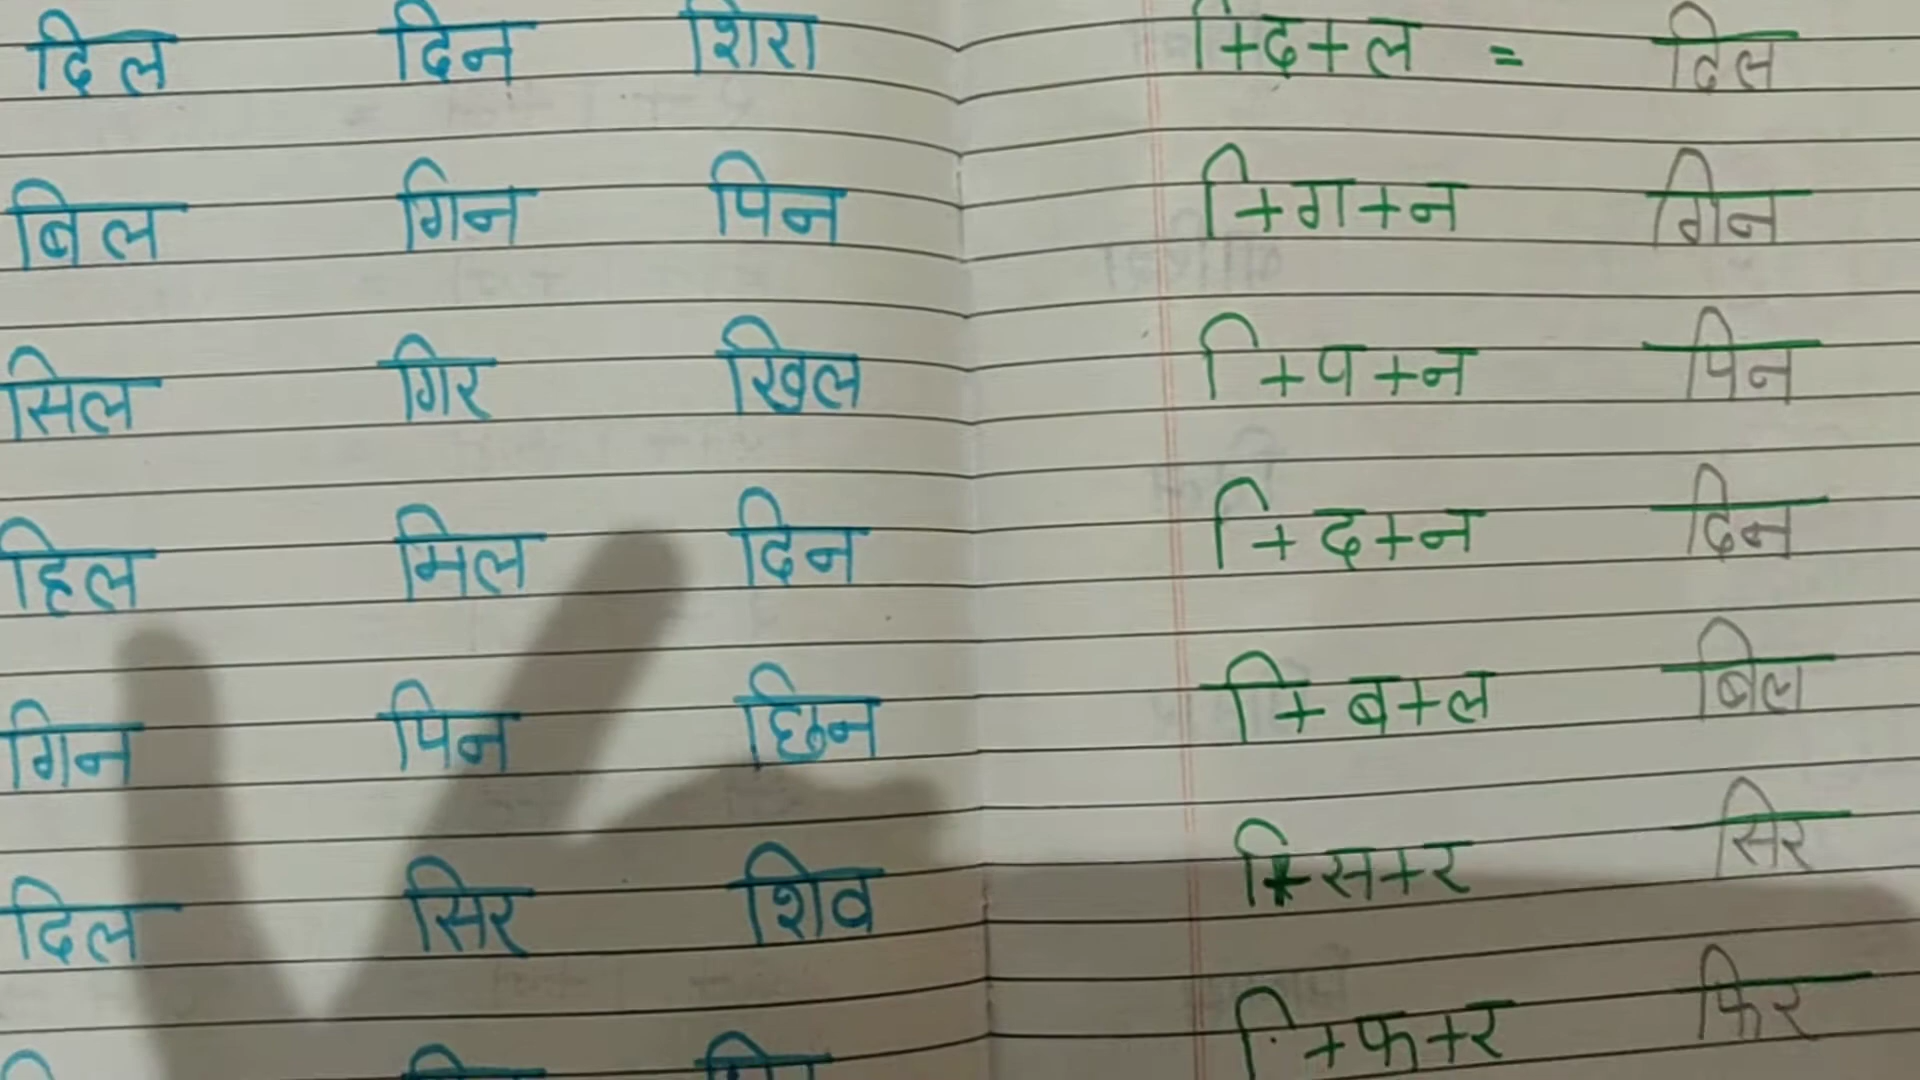 दिल दिन शिरा
बिल गिन पिन
सिल गिर खिल
हिल मिल दिन
गिन पिन छिन
दिल सिर शिव
ि+द+ल = दिल
ि+ग+न गिन
ि+प+न पिन
ि+द+न दिन
ि+ब+ल बिल
ि+स+र सिर
ि+फ+र फिर